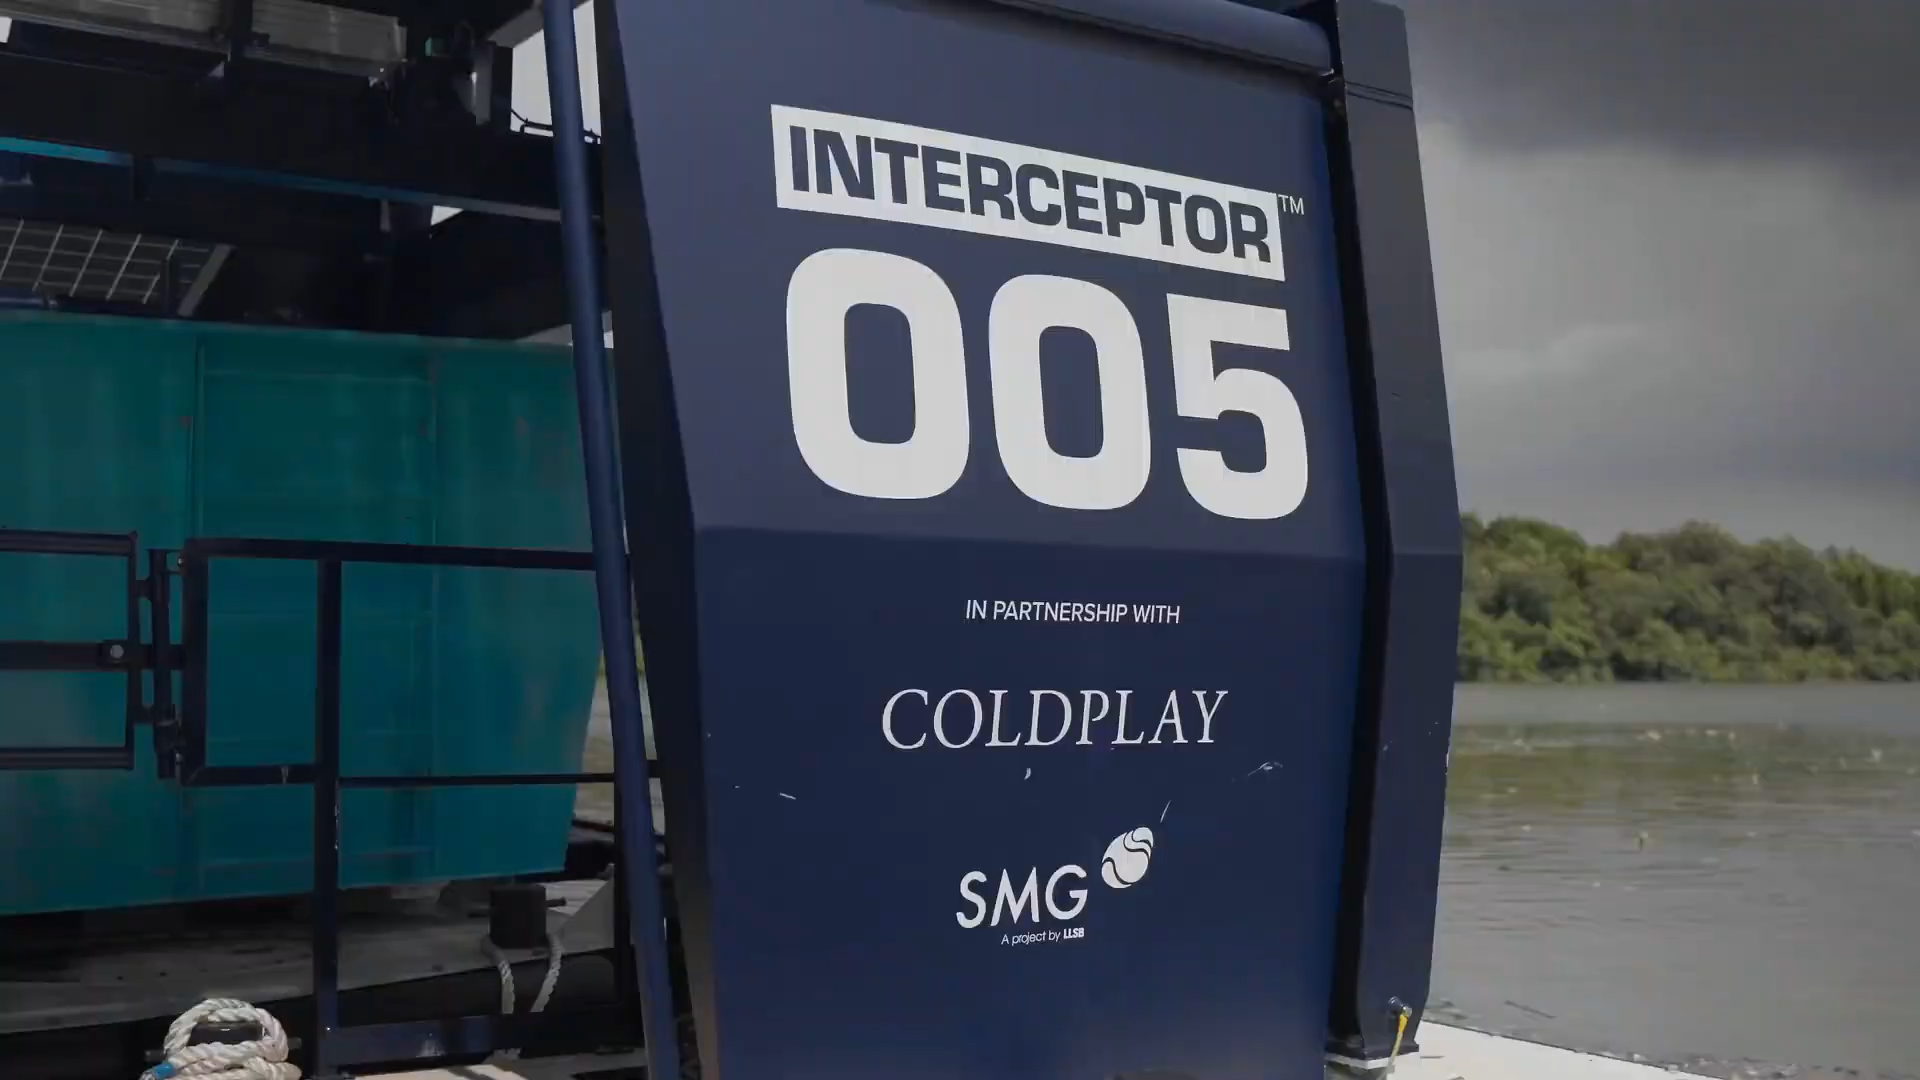 INTERCEPTOR™
005
IN PARTNERSHIP WITH
COLDPLAY
SMG
A project by LLSB